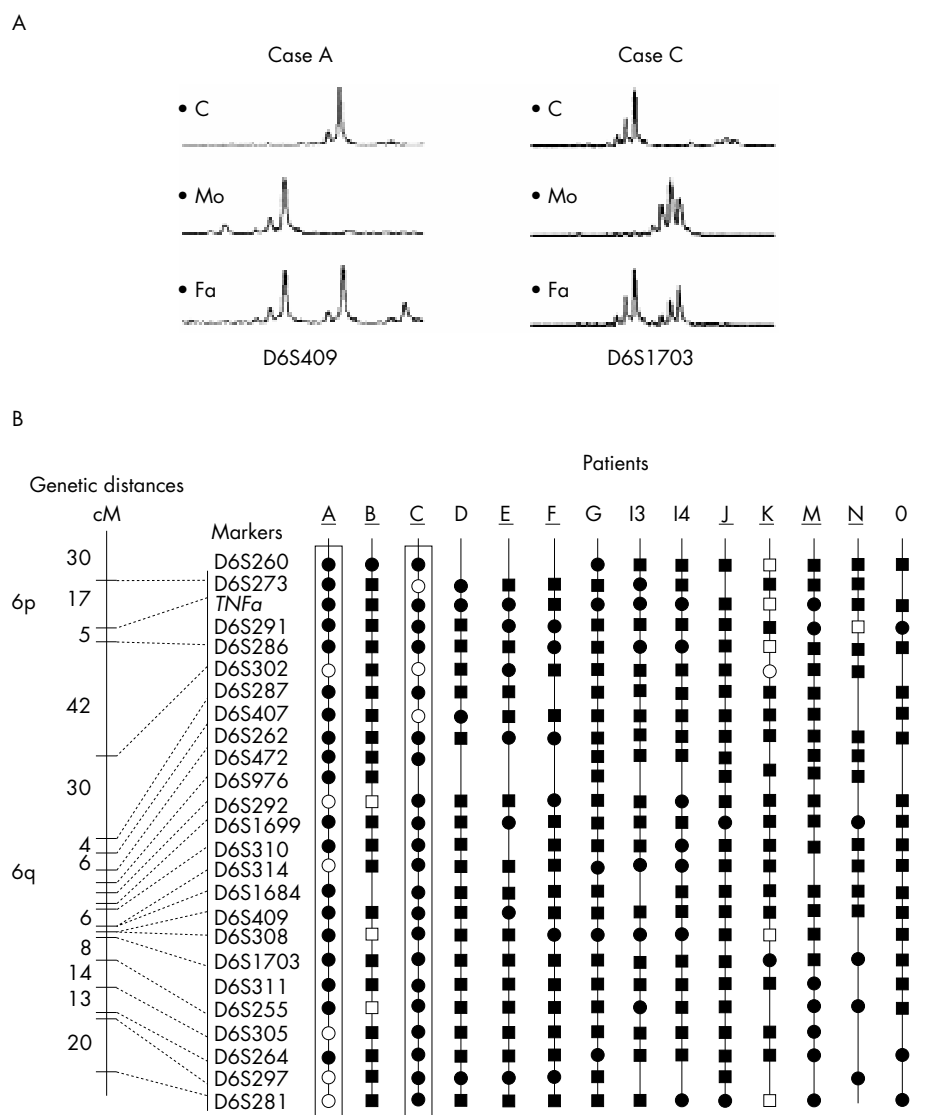 A
Case A
Case C
• C
• C
• Mo
• Mo
• Fa
• Fa
D6S409
D6S1703
B
Patients
Genetic distances
cM
Markers
A B C D E F G I3 I4 J K M N 0
30
6p
17
5
42
30
4
6
6q
6
8
14
13
20
D6S260
D6S273
TNFa
D6S291
D6S286
D6S302
D6S287
D6S407
D6S262
D6S472
D6S976
D6S292
D6S1699
D6S310
D6S314
D6S1684
D6S409
D6S308
D6S1703
D6S311
D6S255
D6S305
D6S264
D6S297
D6S281